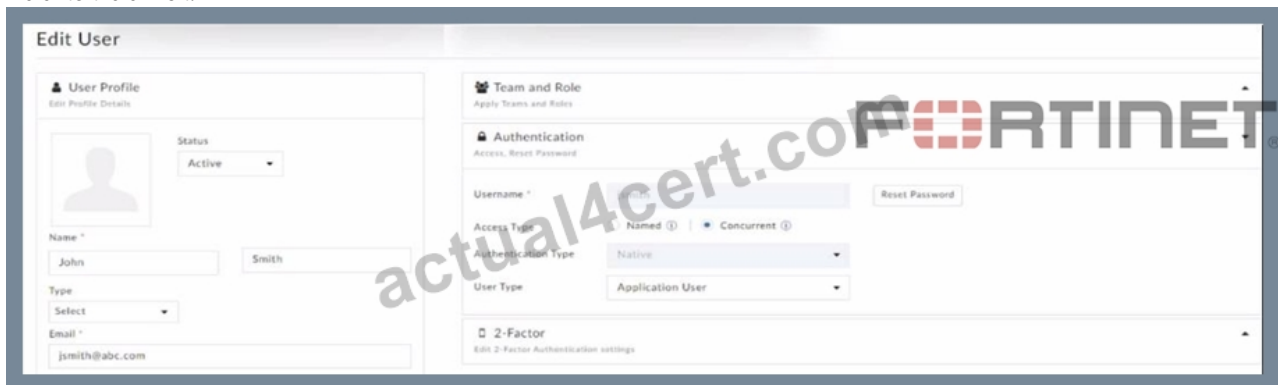 Edit User
User Profile
Edit Profile Details
Status
Active
Name *
John
Smith
Type
Select
Email *
jsmith@abc.com
Team and Role
Apply Teams and Roles
Authentication
Access, Reset Password
Username *
Reset Password
Access Type
Named
Concurrent
Authentication Type
Native
User Type
Application User
2-Factor
Edit 2-Factor Authentication settings
FORTINET
actual4cert.com